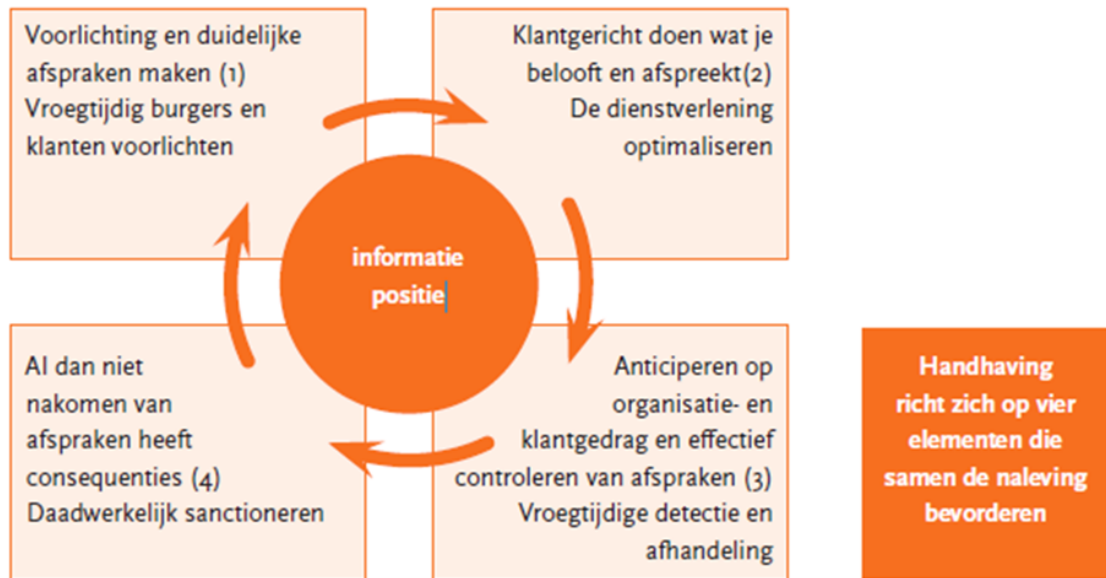 Voorlichting en duidelijke
afspraken maken (1)
Vroegtijdig burgers en
klanten voorlichten
Klantgericht doen wat je
belooft en afspreekt(2)
De dienstverlening
optimaliseren
informatie
positie
Al dan niet
nakomen van
afspraken heeft
consequenties (4)
Daadwerkelijk sanctioneren
Anticiperen op
organisatie- en
klantgedrag en effectief
controleren van afspraken (3)
Vroegtijdige detectie en
afhandeling
Handhaving
richt zich op vier
elementen die
samen de naleving
bevorderen